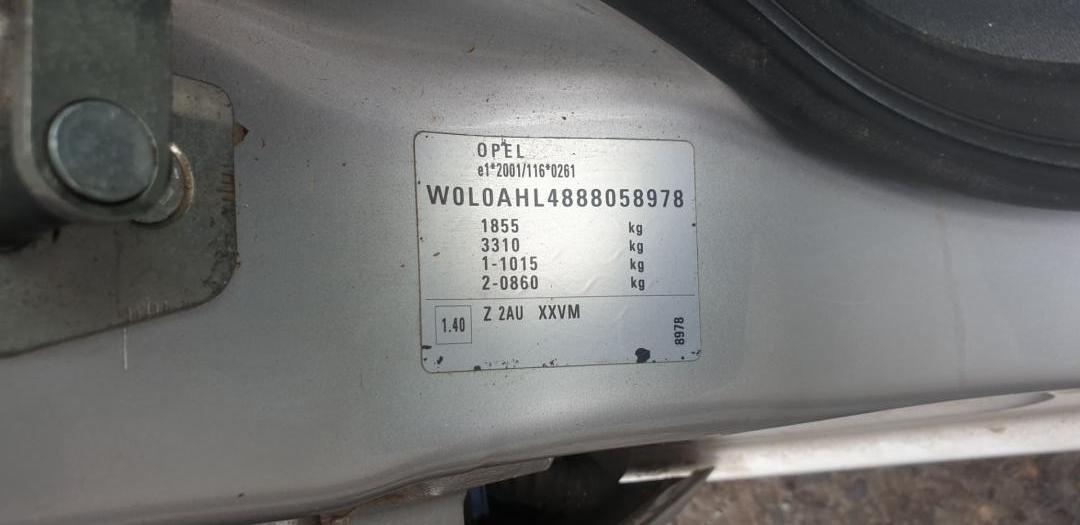 OPEL
e1*2001/116*0261
W0L0AHL4888058978
1855 kg
3310 kg
1-1015 kg
2-0860 kg
1.40 Z 2AU XXVM
8978